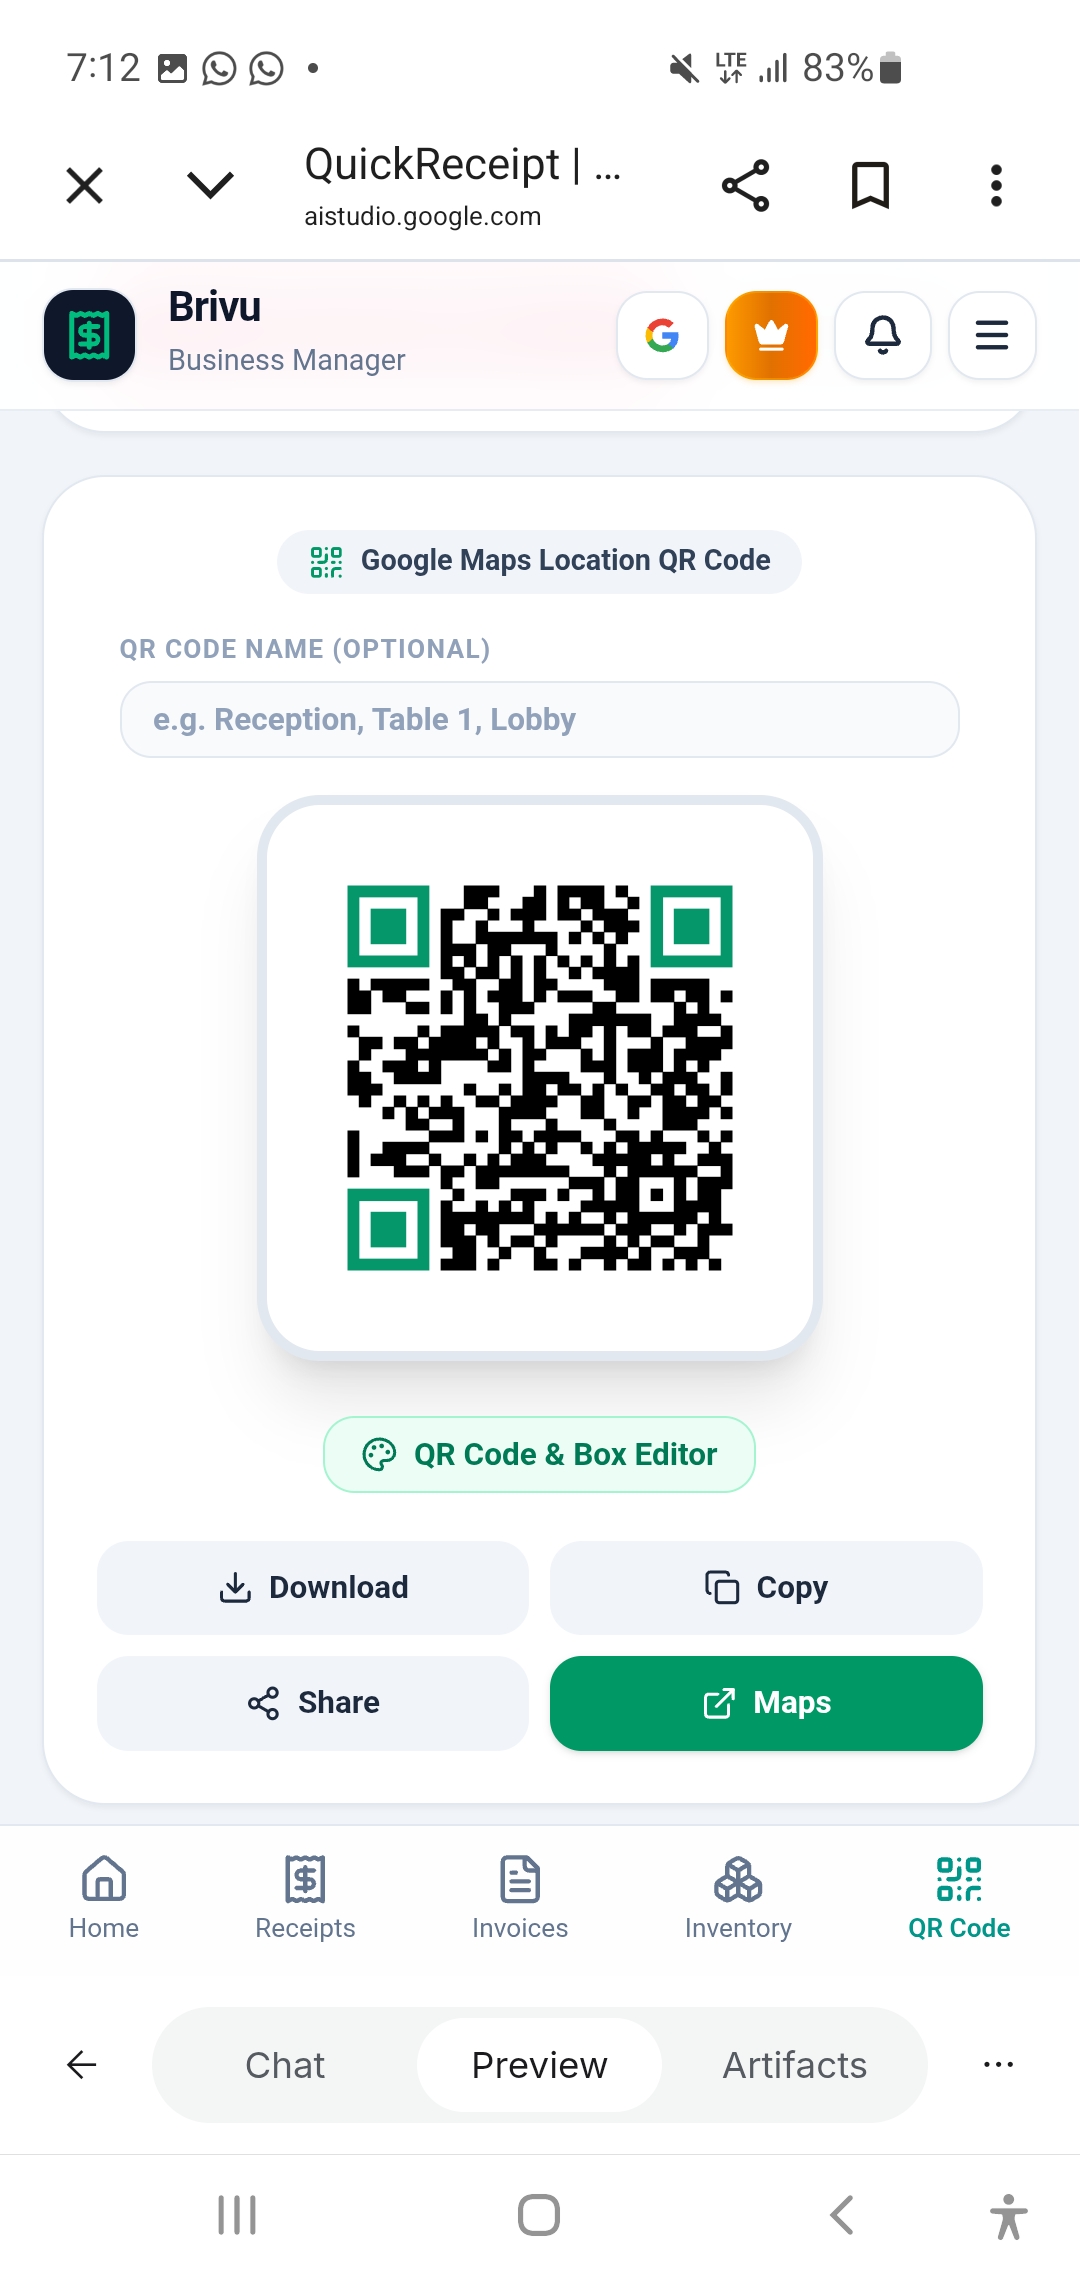 7:12
LTE
83%
QuickReceipt | ...
aistudio.google.com
Brivu
Business Manager
Google Maps Location QR Code
QR CODE NAME (OPTIONAL)
e.g. Reception, Table 1, Lobby
QR Code & Box Editor
Download
Copy
Share
Maps
Home
Receipts
Invoices
Inventory
QR Code
Chat
Preview
Artifacts